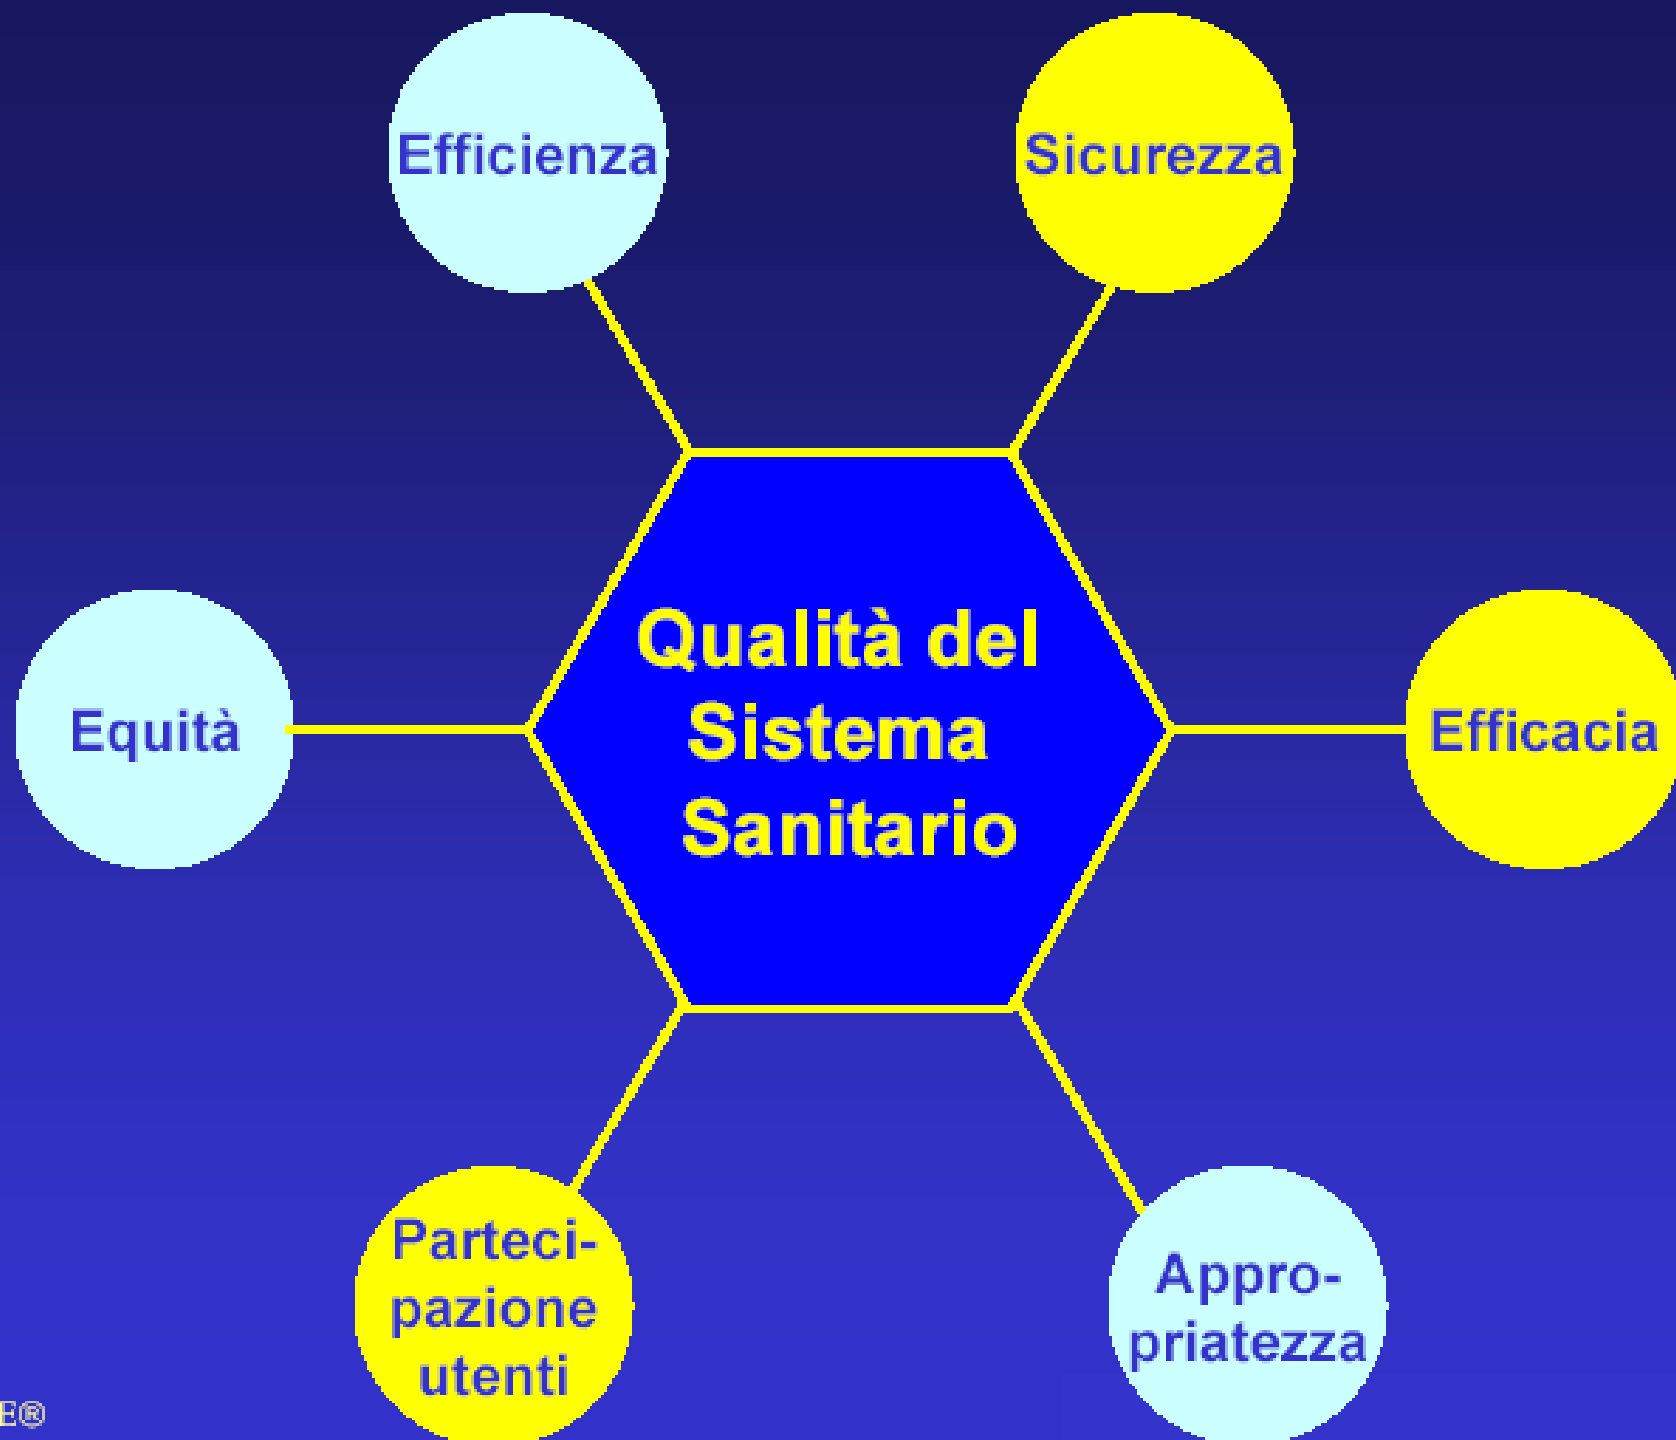 Efficienza
Sicurezza
Qualità del
Sistema
Sanitario
Equità
Efficacia
Parteci-
pazione
utenti
Appro-
priatezza
E®